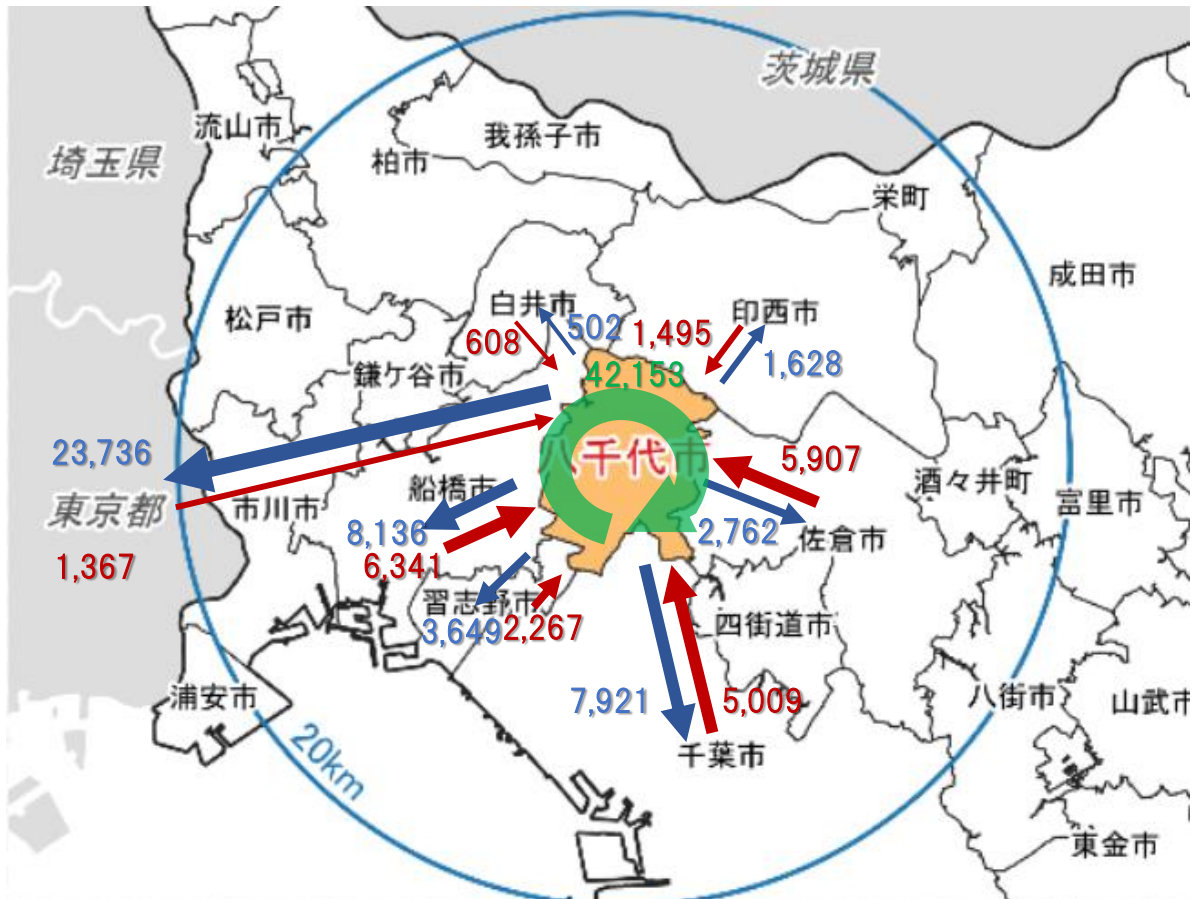 茨城県
流山市
我孫子市
埼玉県
柏市
栄町
成田市
白井市
印西市
松戸市
608
502
1,495
1,628
鎌ケ谷市
42,153
23,736
八千代市
5,907
船橋市
酒々井町
東京都
市川市
富里市
8,136
2,762
佐倉市
1,367
6,341
習志野市
四街道市
3,649
2,267
浦安市
7,921
5,009
八街市
山武市
20km
千葉市
東金市